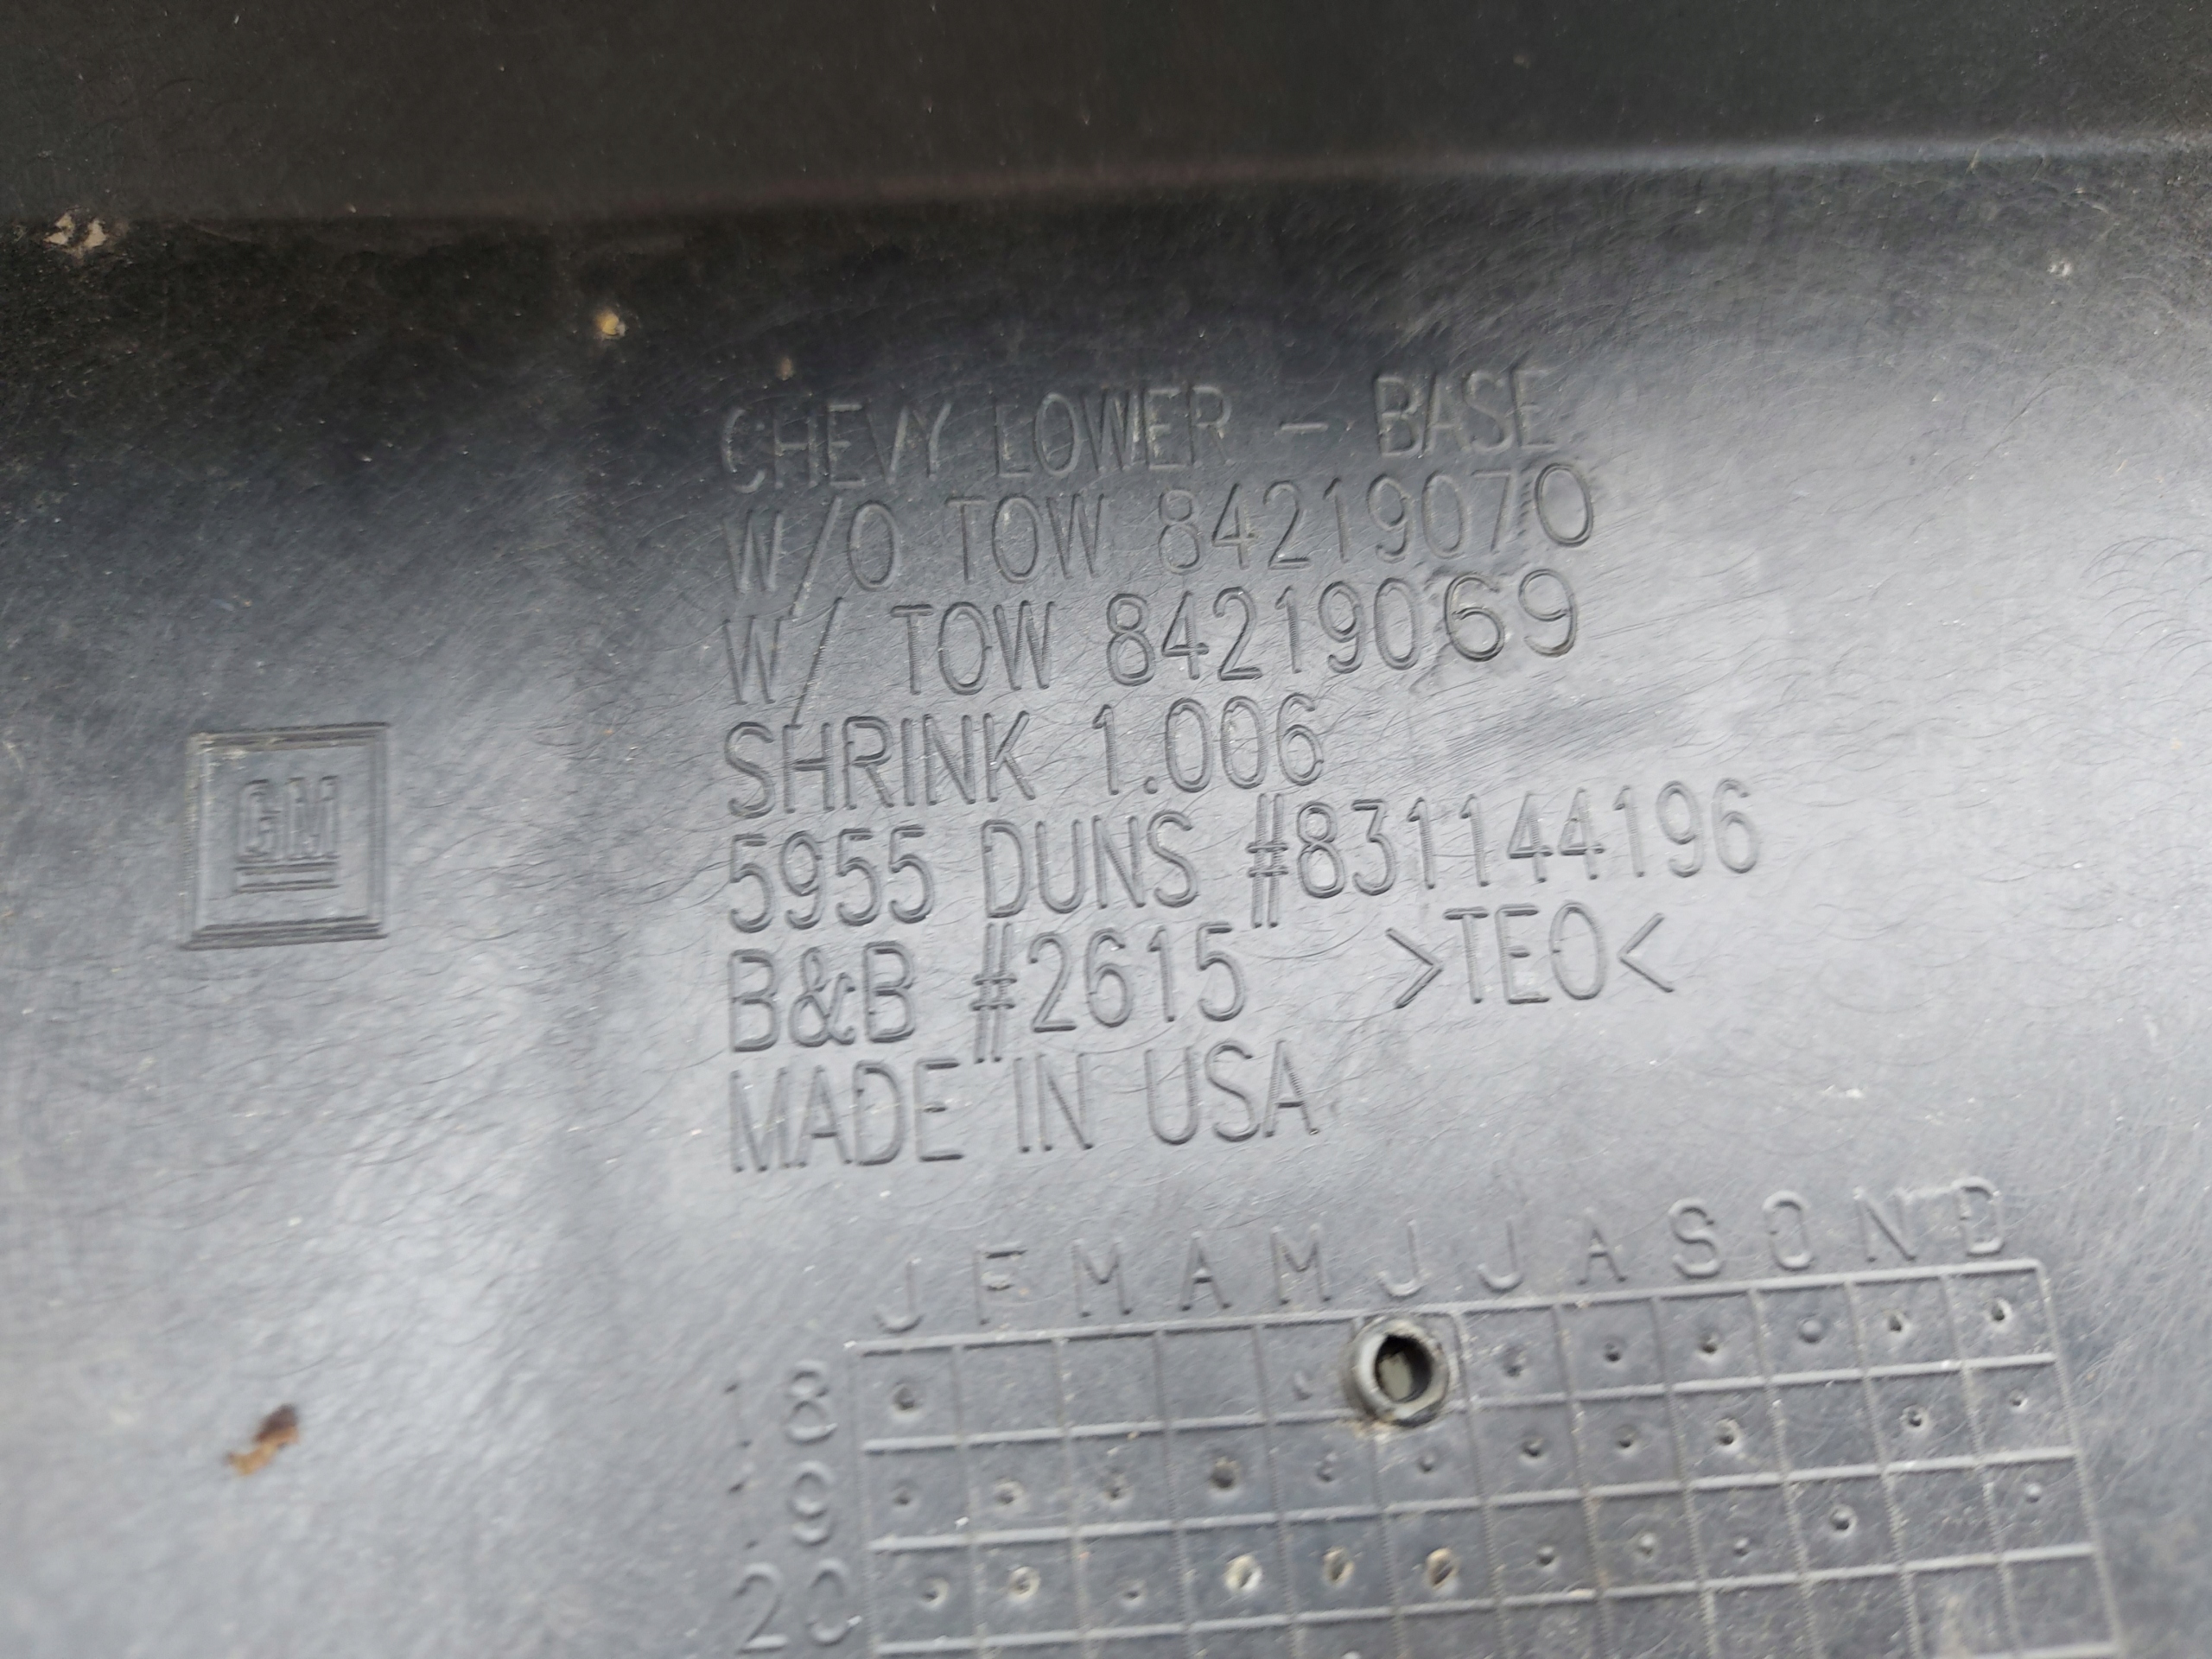 CHEVY LOWER - BASE
W/O TOW 84219070
W/ TOW 84219069
SHRINK 1.006
5955 DUNS #831144196
B&B #2615 >TEO<
MADE IN USA
GM
J F M A M J J A S O N D
18
19
20